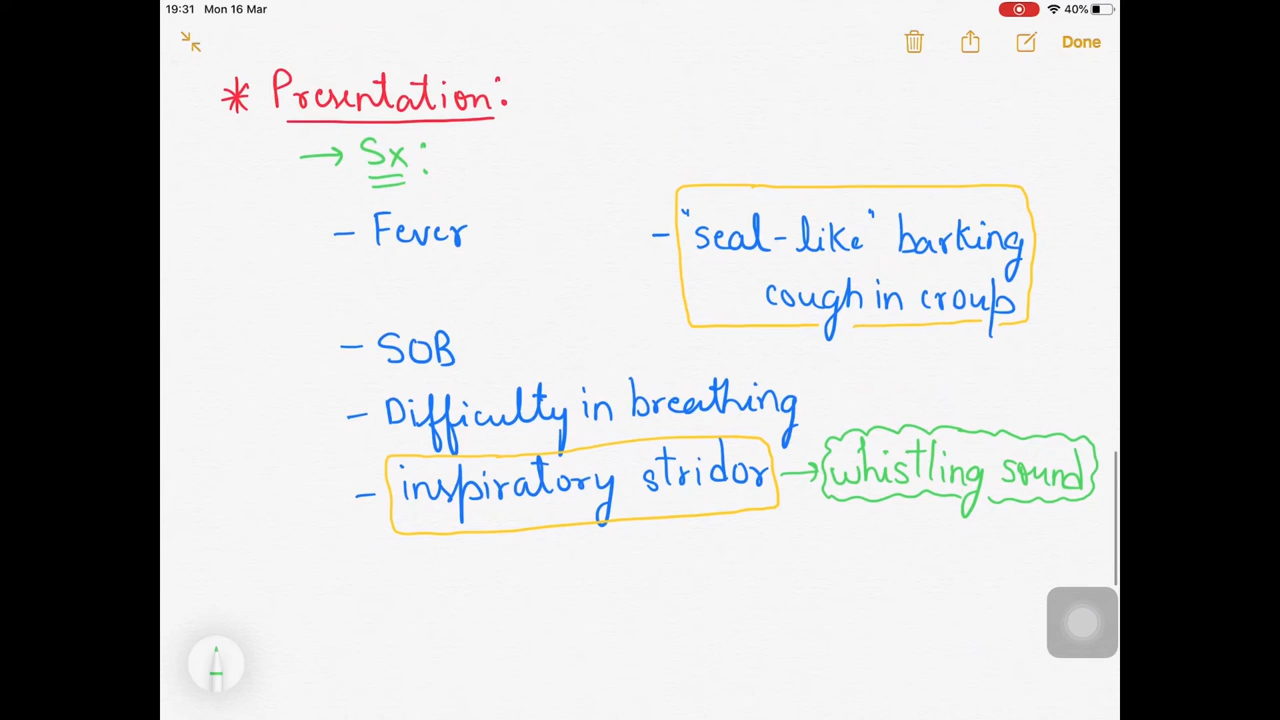 19:31 Mon 16 Mar
40%
Done
* Presentation:
→ Sx:
- Fever
- "seal-like" barking
cough in croup
- SOB
- Difficulty in breathing
- inspiratory stridor → whistling sound